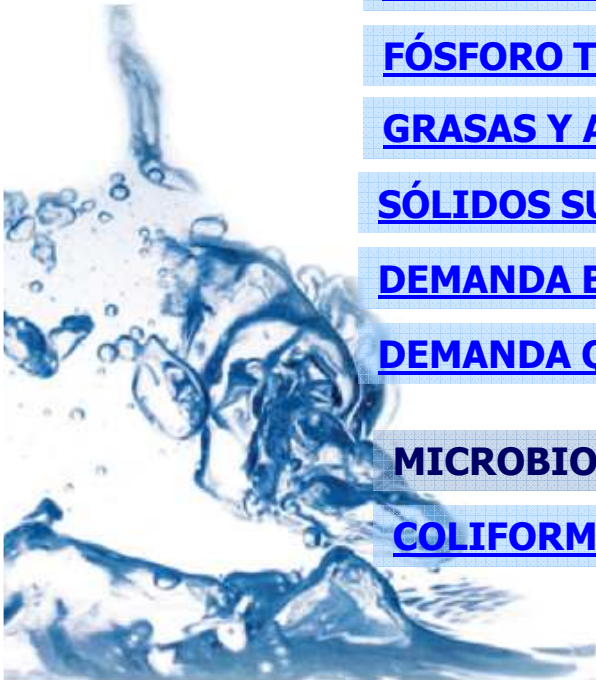 FÓSFORO T
GRASAS Y A
SÓLIDOS SU
DEMANDA B
DEMANDA Q
MICROBIO
COLIFORM